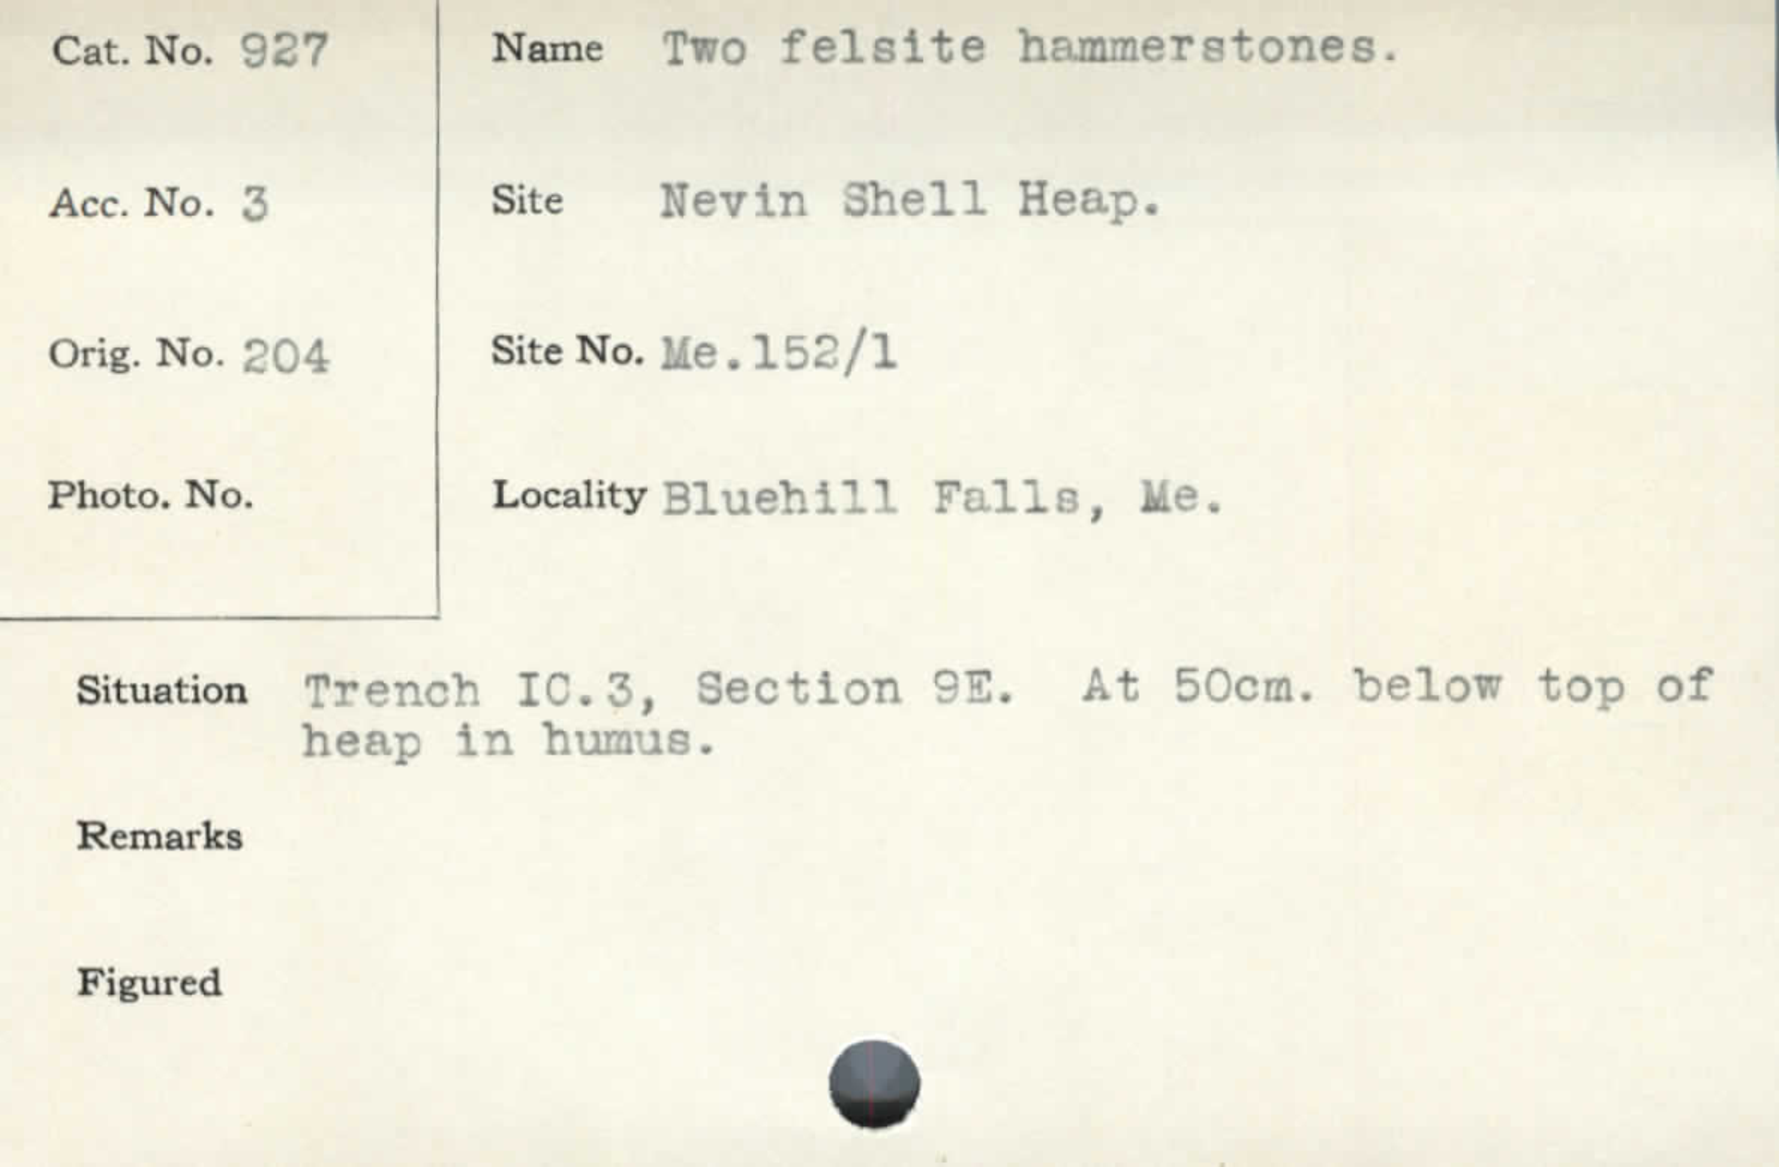 Cat. No. 927
Name Two felsite hammerstones.
Acc. No. 3
Site Nevin Shell Heap.
Orig. No. 204
Site No. Me.152/1
Photo. No.
Locality Bluehill Falls, Me.
Situation Trench IC.3, Section 9E. At 50cm. below top of
heap in humus.
Remarks
Figured